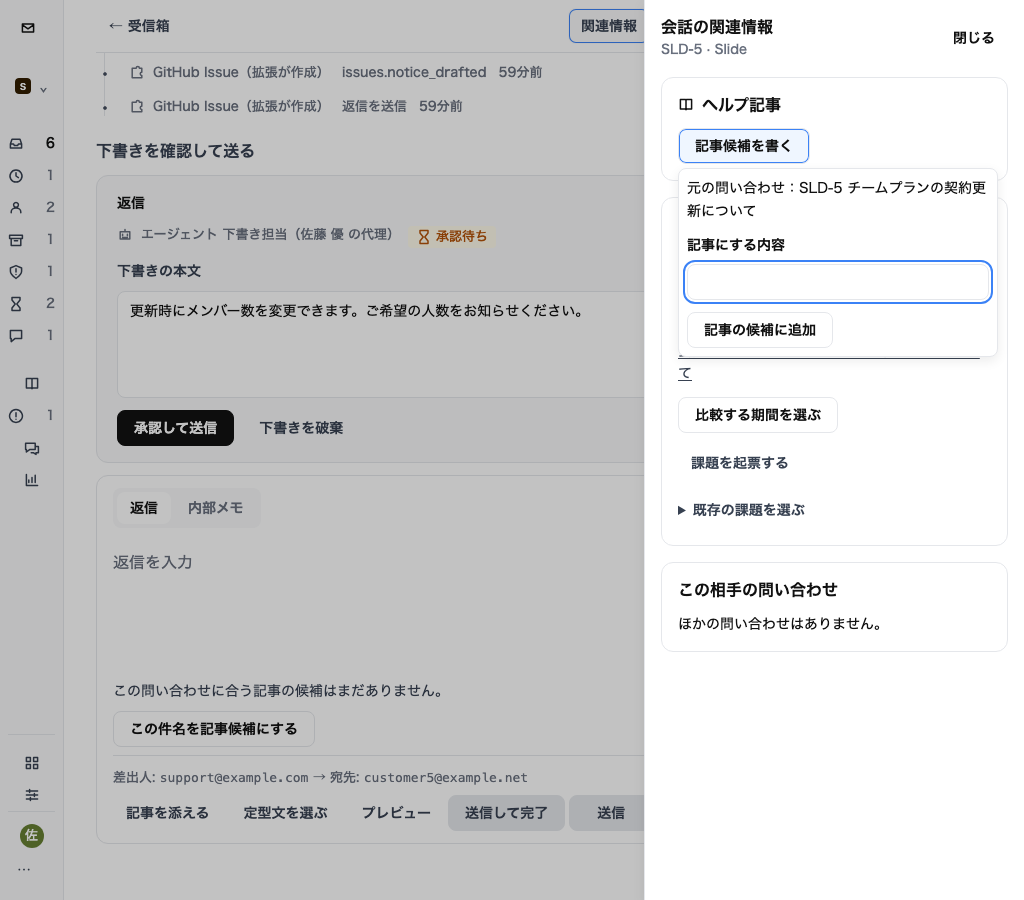 ← 受信箱
関連情報
S
6
1
2
1
1
2
1
1
佐
…
GitHub Issue（拡張が作成） issues.notice_drafted 59分前
GitHub Issue（拡張が作成） 返信を送信 59分前
下書きを確認して送る
返信
エージェント 下書き担当（佐藤 優 の代理） 承認待ち
下書きの本文
更新時にメンバー数を変更できます。ご希望の人数をお知らせください。
承認して送信 下書きを破棄
返信 内部メモ
返信を入力
この問い合わせに合う記事の候補はまだありません。
この件名を記事候補にする
差出人: support@example.com → 宛先: customer5@example.net
記事を添える 定型文を選ぶ プレビュー 送信して完了 送信
会話の関連情報
SLD-5 · Slide
閉じる
ヘルプ記事
記事候補を書く
元の問い合わせ：SLD-5 チームプランの契約更
新について
記事にする内容
記事の候補に追加
て
比較する期間を選ぶ
課題を起票する
▶ 既存の課題を選ぶ
この相手の問い合わせ
ほかの問い合わせはありません。